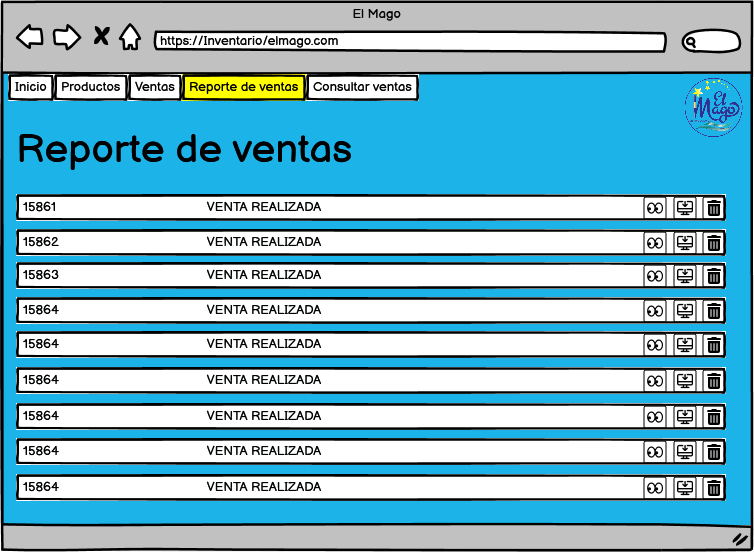 El Mago
https://Inventario/elmago.com
Inicio Productos Ventas Reporte de ventas Consultar ventas
El Mago
Reporte de ventas
15861 VENTA REALIZADA
15862 VENTA REALIZADA
15863 VENTA REALIZADA
15864 VENTA REALIZADA
15864 VENTA REALIZADA
15864 VENTA REALIZADA
15864 VENTA REALIZADA
15864 VENTA REALIZADA
15864 VENTA REALIZADA